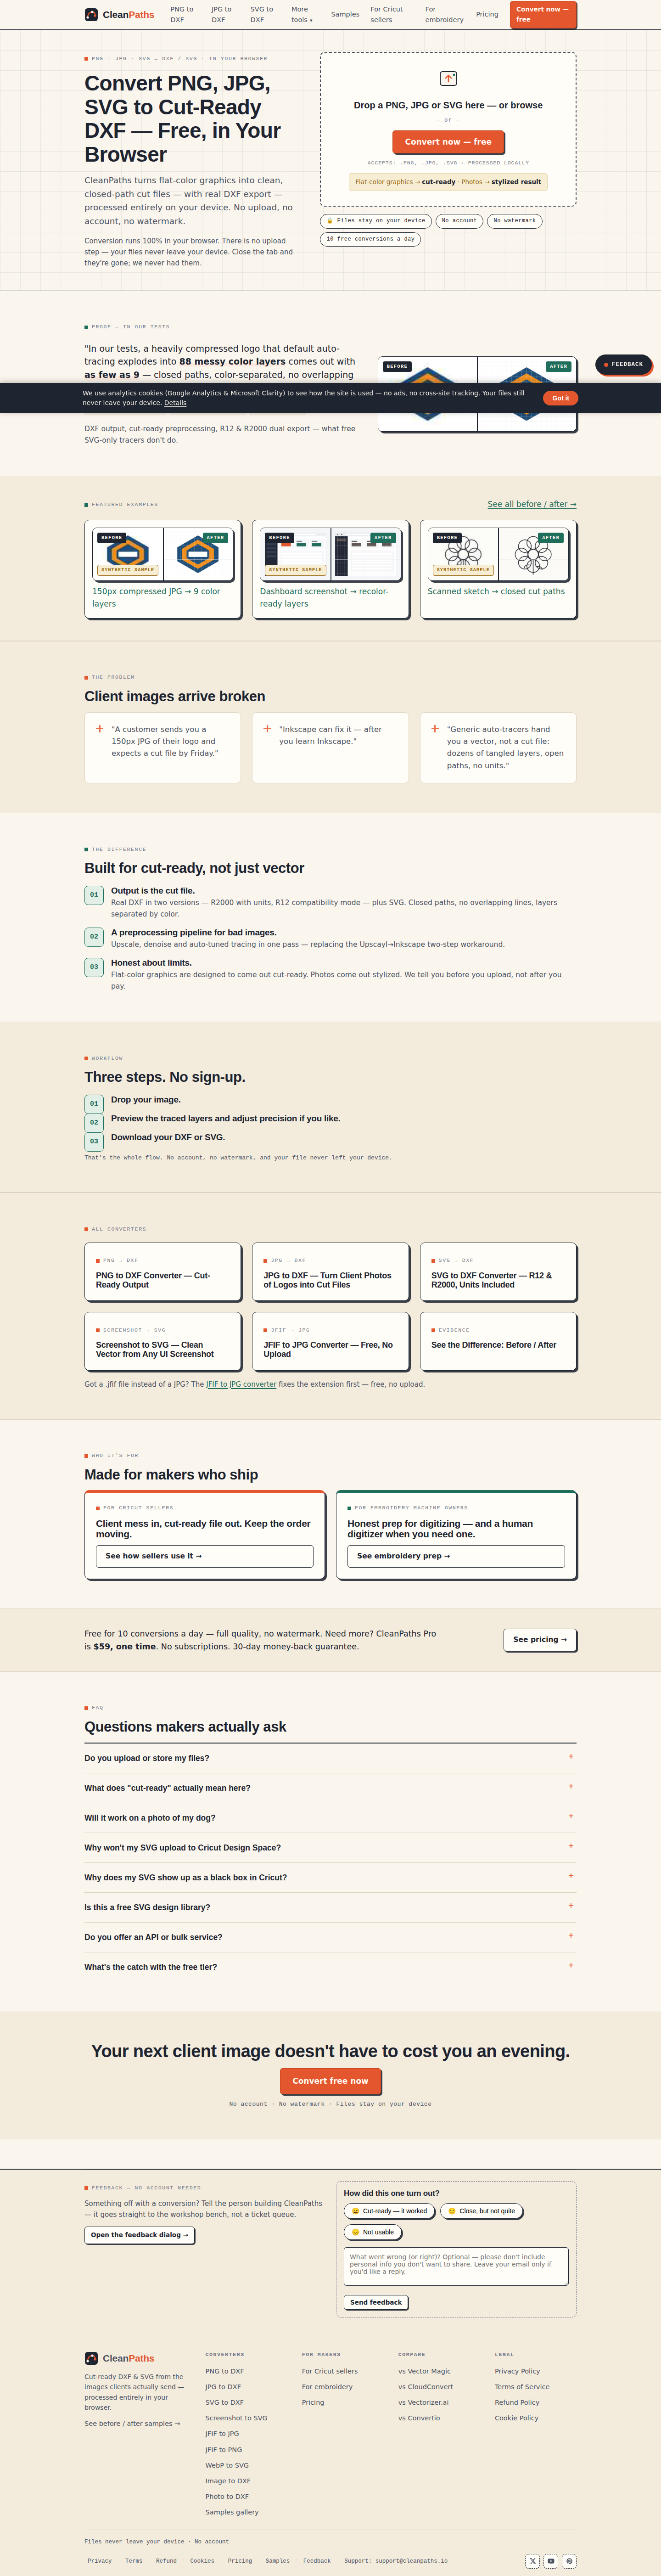 CleanPaths
PNG to DXF
JPG to DXF
SVG to DXF
More tools ▾
Samples
For Cricut sellers
For embroidery
Pricing
Convert now — free
PNG · JPG · SVG → DXF / SVG · IN YOUR BROWSER
Convert PNG, JPG,
SVG to Cut-Ready
DXF — Free, in Your
Browser
CleanPaths turns flat-color graphics into clean,
closed-path cut files — with real DXF export —
processed entirely on your device. No upload, no
account, no watermark.
Conversion runs 100% in your browser. There is no upload
step — your files never leave your device. Close the tab and
they're gone; we never had them.
Drop a PNG, JPG or SVG here — or browse
— or —
Convert now — free
ACCEPTS: .PNG, .JPG, .SVG · PROCESSED LOCALLY
Flat-color graphics → cut-ready · Photos → stylized result
🔒 Files stay on your device
No account
No watermark
10 free conversions a day
PROOF — IN OUR TESTS
"In our tests, a heavily compressed logo that default auto-
tracing explodes into 88 messy color layers comes out with
as few as 9 — closed paths, color-separated, no overlapping
BEFORE
AFTER
FEEDBACK
We use analytics cookies (Google Analytics & Microsoft Clarity) to see how the site is used — no ads, no cross-site tracking. Your files still
never leave your device. Details
Got it
DXF output, cut-ready preprocessing, R12 & R2000 dual export — what free
SVG-only tracers don't do.
FEATURED EXAMPLES
See all before / after →
BEFORE
AFTER
SYNTHETIC SAMPLE
150px compressed JPG → 9 color
layers
BEFORE
AFTER
SYNTHETIC SAMPLE
Dashboard screenshot → recolor-
ready layers
BEFORE
AFTER
SYNTHETIC SAMPLE
Scanned sketch → closed cut paths
THE PROBLEM
Client images arrive broken
"A customer sends you a
150px JPG of their logo and
expects a cut file by Friday."
"Inkscape can fix it — after
you learn Inkscape."
"Generic auto-tracers hand
you a vector, not a cut file:
dozens of tangled layers, open
paths, no units."
THE DIFFERENCE
Built for cut-ready, not just vector
01
Output is the cut file.
Real DXF in two versions — R2000 with units, R12 compatibility mode — plus SVG. Closed paths, no overlapping lines, layers
separated by color.
02
A preprocessing pipeline for bad images.
Upscale, denoise and auto-tuned tracing in one pass — replacing the Upscayl→Inkscape two-step workaround.
03
Honest about limits.
Flat-color graphics are designed to come out cut-ready. Photos come out stylized. We tell you before you upload, not after you
pay.
WORKFLOW
Three steps. No sign-up.
01
Drop your image.
02
Preview the traced layers and adjust precision if you like.
03
Download your DXF or SVG.
That's the whole flow. No account, no watermark, and your file never left your device.
ALL CONVERTERS
PNG → DXF
PNG to DXF Converter — Cut-
Ready Output
JPG → DXF
JPG to DXF — Turn Client Photos
of Logos into Cut Files
SVG → DXF
SVG to DXF Converter — R12 &
R2000, Units Included
SCREENSHOT → SVG
Screenshot to SVG — Clean
Vector from Any UI Screenshot
JFIF → JPG
JFIF to JPG Converter — Free, No
Upload
EVIDENCE
See the Difference: Before / After
Got a .jfif file instead of a JPG? The JFIF to JPG converter fixes the extension first — free, no upload.
WHO IT'S FOR
Made for makers who ship
FOR CRICUT SELLERS
Client mess in, cut-ready file out. Keep the order
moving.
See how sellers use it →
FOR EMBROIDERY MACHINE OWNERS
Honest prep for digitizing — and a human
digitizer when you need one.
See embroidery prep →
Free for 10 conversions a day — full quality, no watermark. Need more? CleanPaths Pro
is $59, one time. No subscriptions. 30-day money-back guarantee.
See pricing →
FAQ
Questions makers actually ask
Do you upload or store my files? +
What does "cut-ready" actually mean here? +
Will it work on a photo of my dog? +
Why won't my SVG upload to Cricut Design Space? +
Why does my SVG show up as a black box in Cricut? +
Is this a free SVG design library? +
Do you offer an API or bulk service? +
What's the catch with the free tier? +
Your next client image doesn't have to cost you an evening.
Convert free now
No account · No watermark · Files stay on your device
FEEDBACK — NO ACCOUNT NEEDED
Something off with a conversion? Tell the person building CleanPaths
— it goes straight to the workshop bench, not a ticket queue.
Open the feedback dialog →
How did this one turn out?
😀 Cut-ready — it worked
😐 Close, but not quite
😞 Not usable
What went wrong (or right)? Optional — please don't include
personal info you don't want to share. Leave your email only if
you'd like a reply.
Send feedback
CleanPaths
Cut-ready DXF & SVG from the
images clients actually send —
processed entirely in your
browser.
See before / after samples →
CONVERTERS
PNG to DXF
JPG to DXF
SVG to DXF
Screenshot to SVG
JFIF to JPG
JFIF to PNG
WebP to SVG
Image to DXF
Photo to DXF
Samples gallery
FOR MAKERS
For Cricut sellers
For embroidery
Pricing
COMPARE
vs Vector Magic
vs CloudConvert
vs Vectorizer.ai
vs Convertio
LEGAL
Privacy Policy
Terms of Service
Refund Policy
Cookie Policy
Files never leave your device · No account
Privacy
Terms
Refund
Cookies
Pricing
Samples
Feedback
Support: support@cleanpaths.io